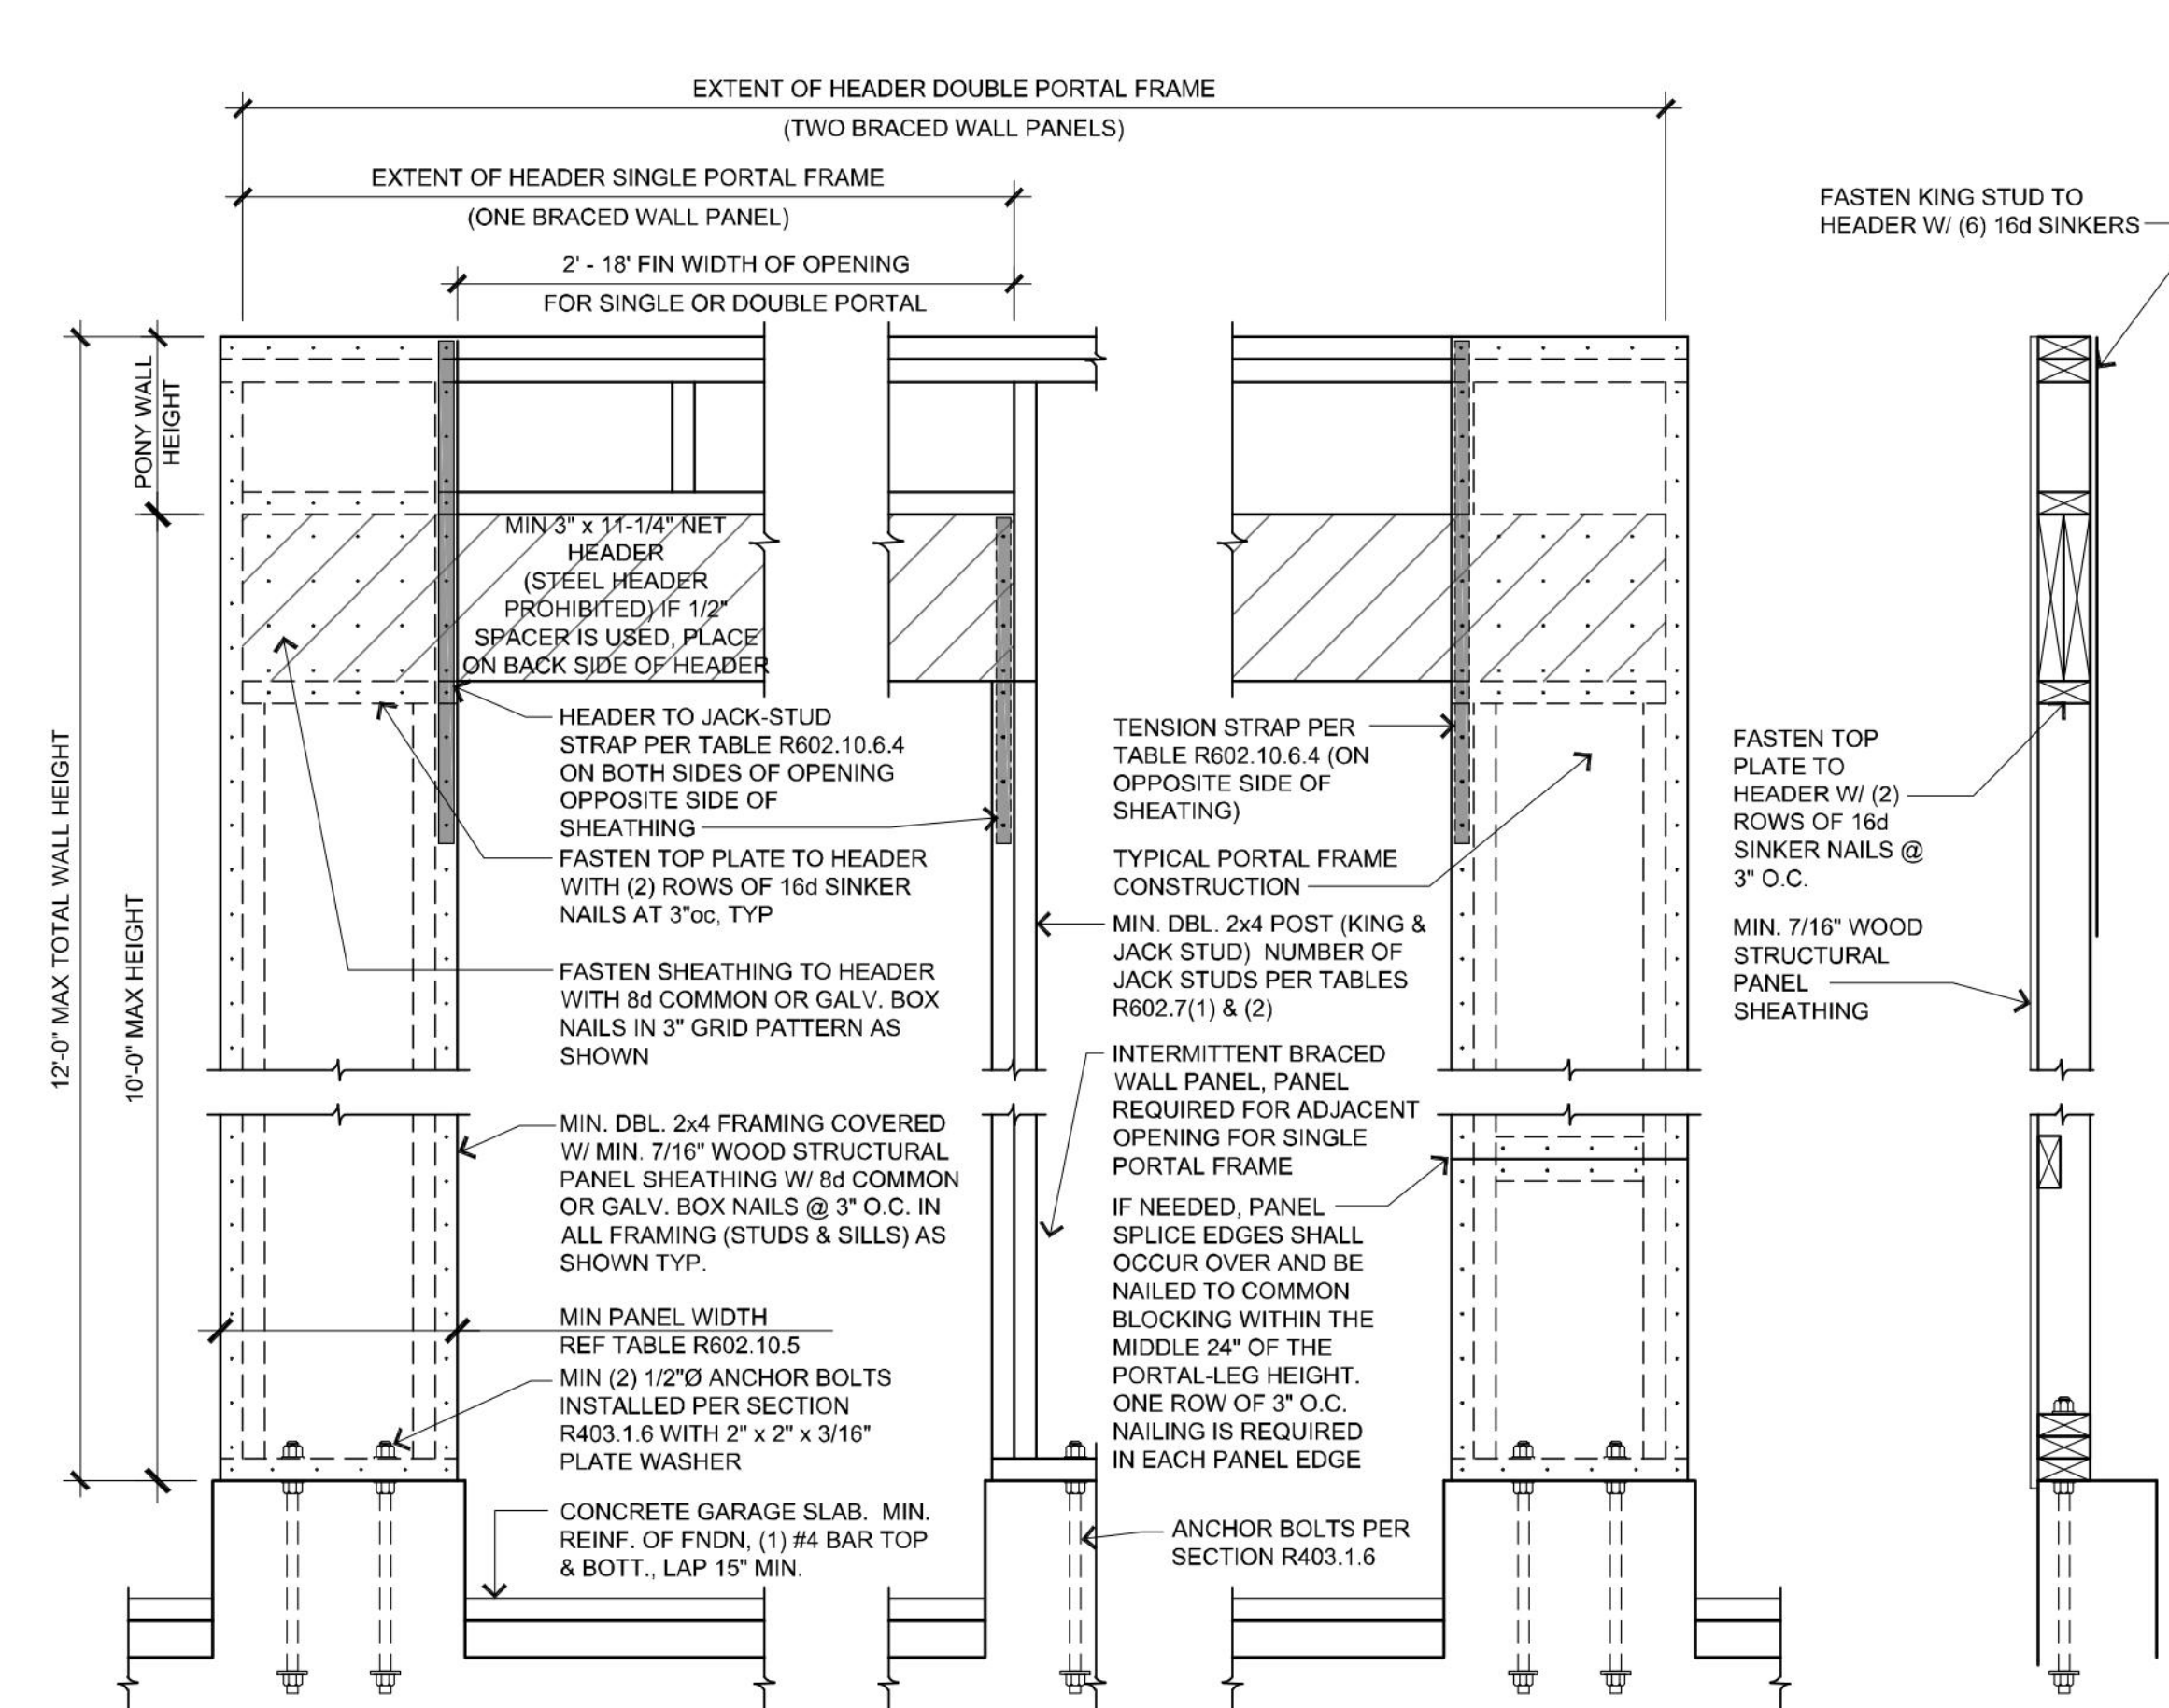 EXTENT OF HEADER DOUBLE PORTAL FRAME
(TWO BRACED WALL PANELS)
EXTENT OF HEADER SINGLE PORTAL FRAME
(ONE BRACED WALL PANEL)
2' - 18' FIN WIDTH OF OPENING
FOR SINGLE OR DOUBLE PORTAL
FASTEN KING STUD TO
HEADER W/ (6) 16d SINKERS
PONY WALL
HEIGHT
12'-0" MAX TOTAL WALL HEIGHT
10'-0" MAX HEIGHT
MIN 3" x 11-1/4" NET
HEADER
(STEEL HEADER
PROHIBITED) IF 1/2"
SPACER IS USED, PLACE
ON BACK SIDE OF HEADER
HEADER TO JACK-STUD
STRAP PER TABLE R602.10.6.4
ON BOTH SIDES OF OPENING
OPPOSITE SIDE OF
SHEATHING
FASTEN TOP PLATE TO HEADER
WITH (2) ROWS OF 16d SINKER
NAILS AT 3"oc, TYP
FASTEN SHEATHING TO HEADER
WITH 8d COMMON OR GALV. BOX
NAILS IN 3" GRID PATTERN AS
SHOWN
MIN. DBL. 2x4 FRAMING COVERED
W/ MIN. 7/16" WOOD STRUCTURAL
PANEL SHEATHING W/ 8d COMMON
OR GALV. BOX NAILS @ 3" O.C. IN
ALL FRAMING (STUDS & SILLS) AS
SHOWN TYP.
MIN PANEL WIDTH
REF TABLE R602.10.5
MIN (2) 1/2"Ø ANCHOR BOLTS
INSTALLED PER SECTION
R403.1.6 WITH 2" x 2" x 3/16"
PLATE WASHER
CONCRETE GARAGE SLAB. MIN.
REINF. OF FNDN, (1) #4 BAR TOP
& BOTT., LAP 15" MIN.
TENSION STRAP PER
TABLE R602.10.6.4 (ON
OPPOSITE SIDE OF
SHEATING)
TYPICAL PORTAL FRAME
CONSTRUCTION
MIN. DBL. 2x4 POST (KING &
JACK STUD) NUMBER OF
JACK STUDS PER TABLES
R602.7(1) & (2)
INTERMITTENT BRACED
WALL PANEL, PANEL
REQUIRED FOR ADJACENT
OPENING FOR SINGLE
PORTAL FRAME
IF NEEDED, PANEL
SPLICE EDGES SHALL
OCCUR OVER AND BE
NAILED TO COMMON
BLOCKING WITHIN THE
MIDDLE 24" OF THE
PORTAL-LEG HEIGHT.
ONE ROW OF 3" O.C.
NAILING IS REQUIRED
IN EACH PANEL EDGE
ANCHOR BOLTS PER
SECTION R403.1.6
FASTEN TOP
PLATE TO
HEADER W/ (2)
ROWS OF 16d
SINKER NAILS @
3" O.C.
MIN. 7/16" WOOD
STRUCTURAL
PANEL
SHEATHING